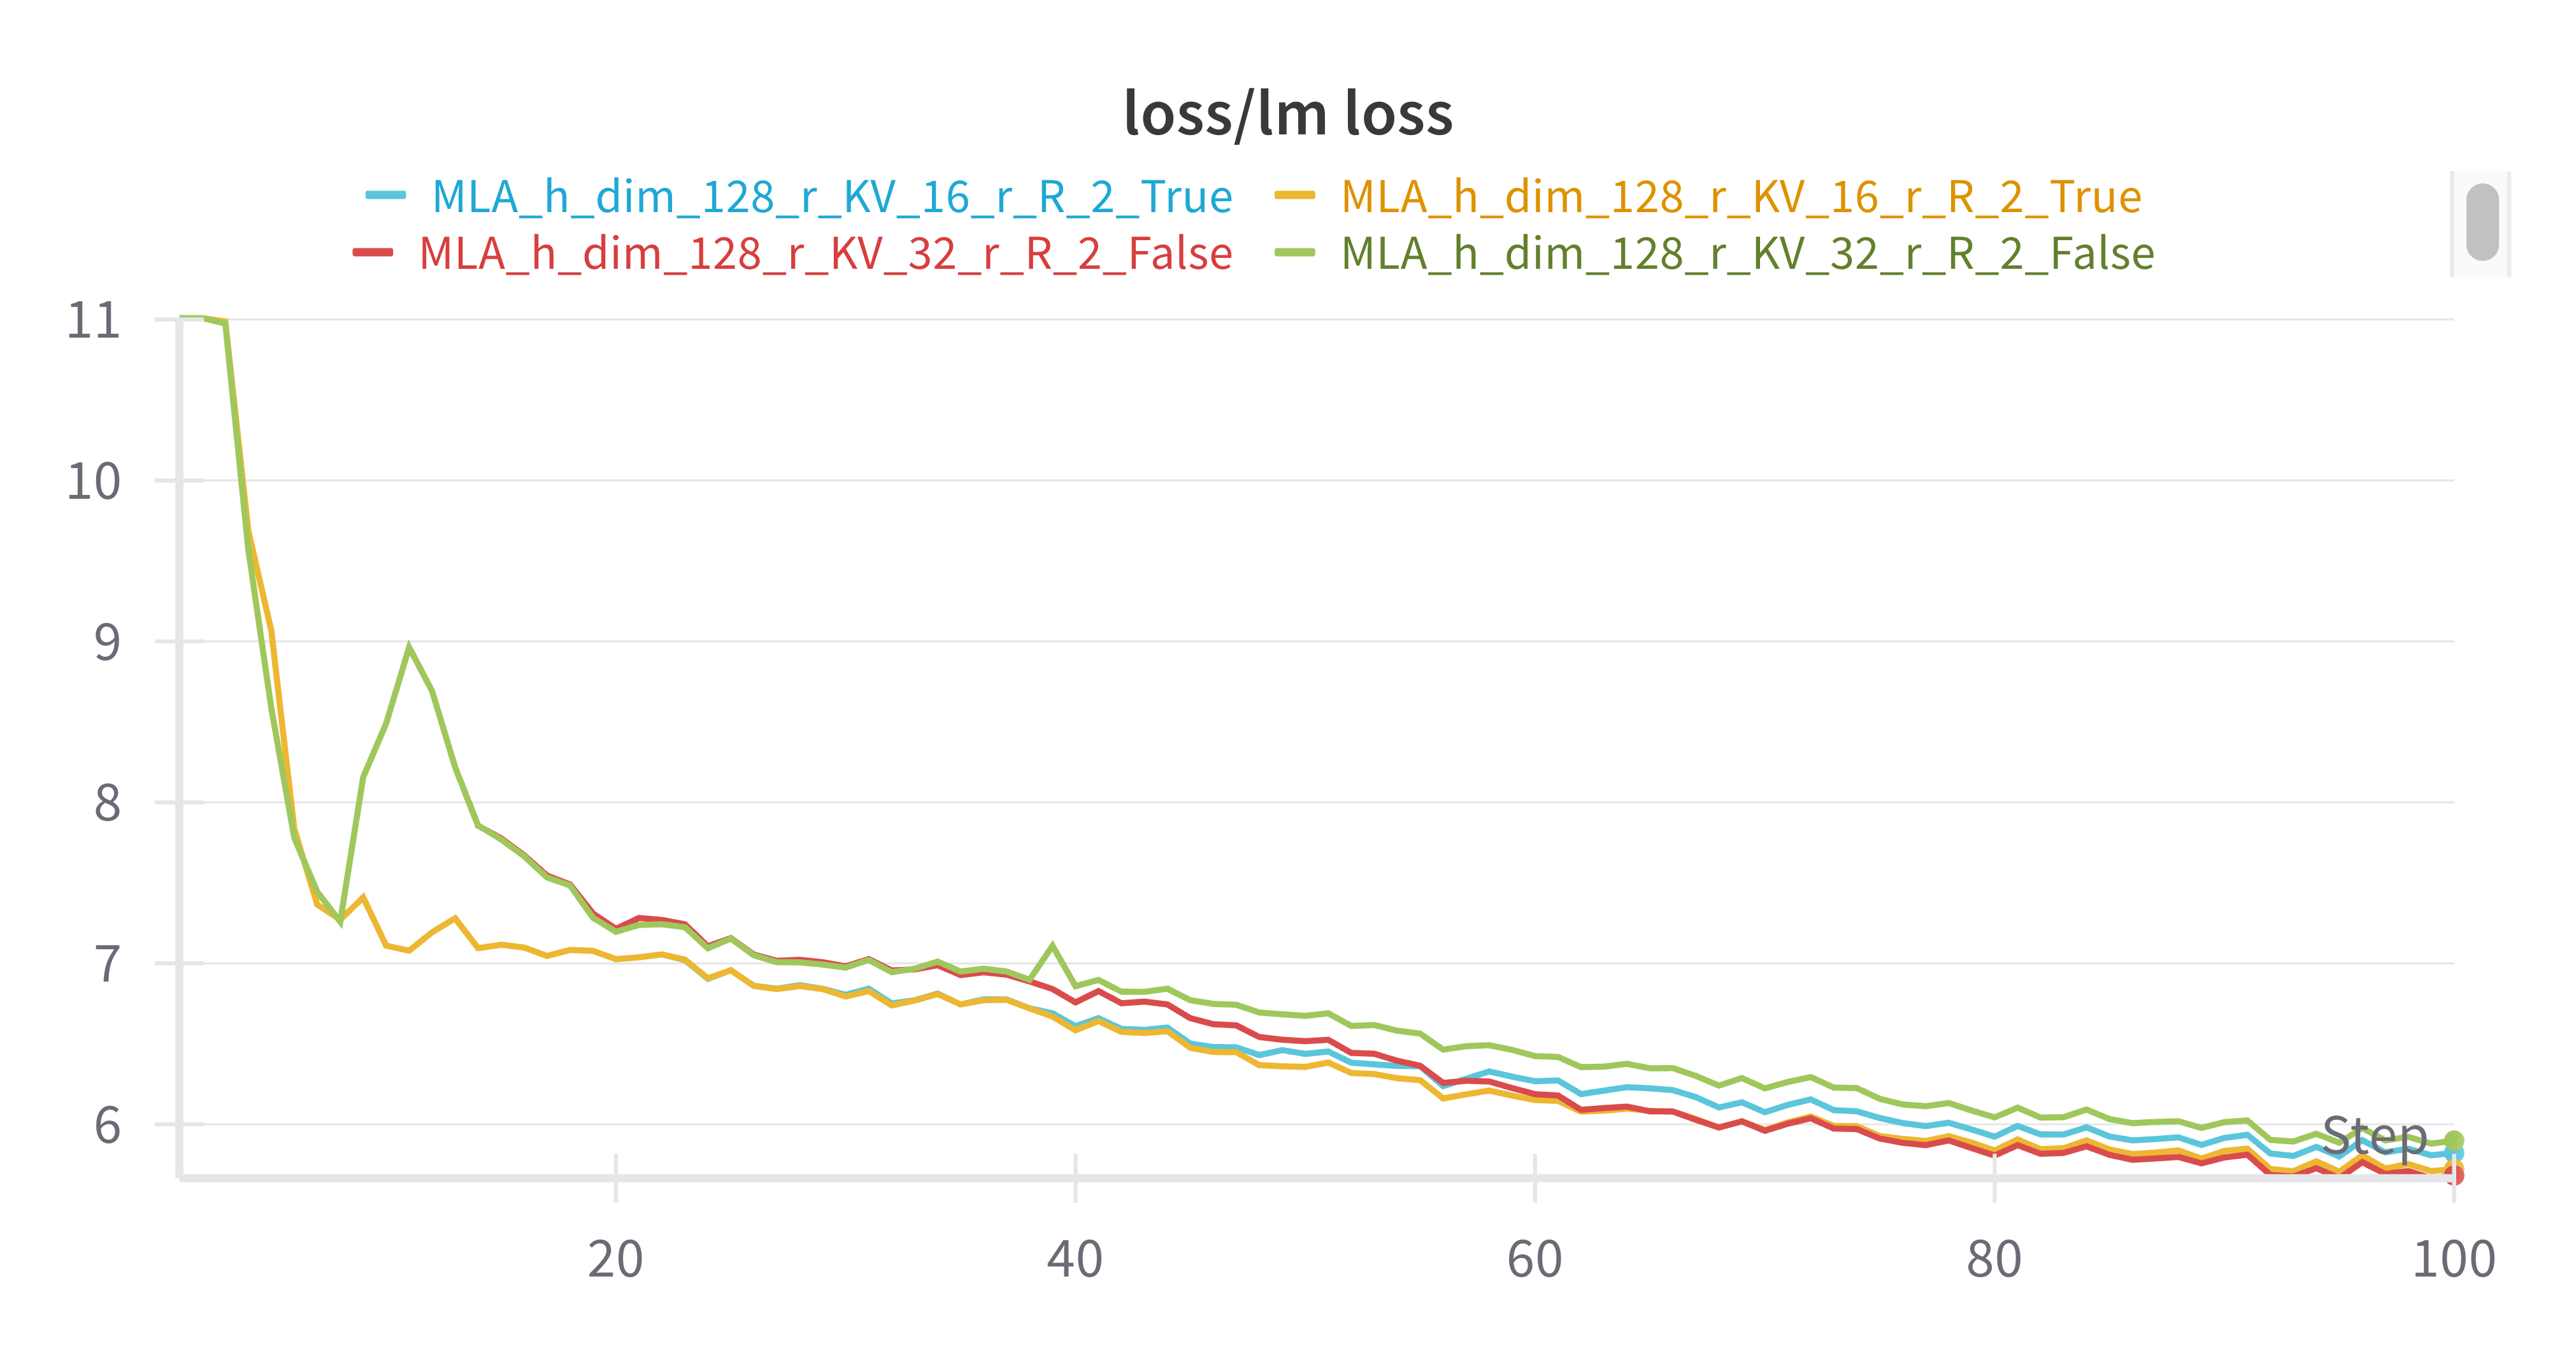 loss/lm loss
MLA_h_dim_128_r_KV_16_r_R_2_True MLA_h_dim_128_r_KV_16_r_R_2_True
MLA_h_dim_128_r_KV_32_r_R_2_False MLA_h_dim_128_r_KV_32_r_R_2_False
11
10
9
8
7
6
Step
20 40 60 80 100